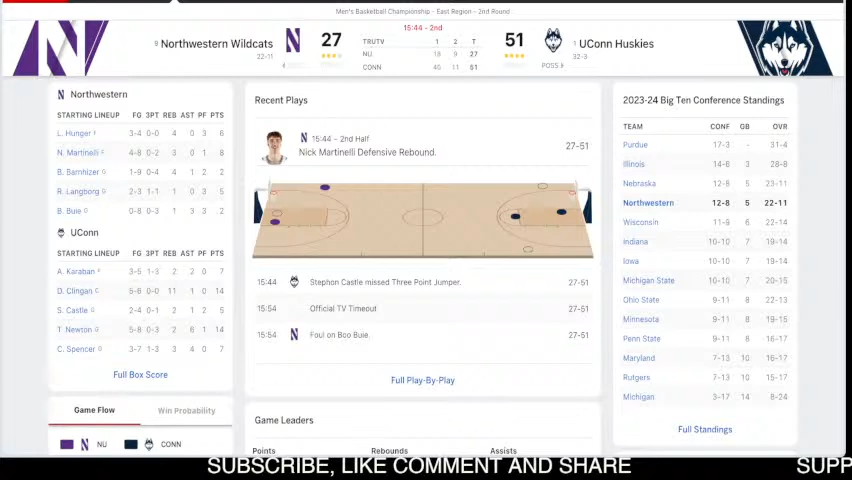 Men's Basketball Championship - East Region - 2nd Round
9 Northwestern Wildcats 27 15:44 - 2nd 51 1 UConn Huskies
22-11 TRUTV 1 2 T POSS 32-3
NU 18 9 27
CONN 40 11 51
Northwestern
STARTING LINEUP FG 3PT REB AST PF PTS
L. Hunger F 3-4 0-0 4 0 3 6
N. Martinelli F 4-8 0-2 3 0 1 8
B. Barnhizer G 1-9 0-4 4 1 2 2
R. Langborg G 2-3 1-1 1 0 3 5
B. Buie G 0-8 0-3 1 3 3 2
UConn
STARTING LINEUP FG 3PT REB AST PF PTS
A. Karaban F 3-5 1-3 2 2 0 7
D. Clingan C 5-6 0-0 11 1 0 14
S. Castle G 2-4 0-1 2 1 2 5
T. Newton G 5-8 0-3 2 6 1 14
C. Spencer G 3-7 1-3 3 4 0 7
Full Box Score
Game Flow Win Probability
NU CONN
Recent Plays
15:44 - 2nd Half
Nick Martinelli Defensive Rebound. 27-51
15:44 Stephon Castle missed Three Point Jumper. 27-51
15:54 Official TV Timeout 27-51
15:54 Foul on Boo Buie. 27-51
Full Play-By-Play
Game Leaders
Points Rebounds Assists
2023-24 Big Ten Conference Standings
TEAM CONF GB OVR
Purdue 17-3 - 31-4
Illinois 14-6 3 28-8
Nebraska 12-8 5 23-11
Northwestern 12-8 5 22-11
Wisconsin 11-9 6 22-14
Indiana 10-10 7 19-14
Iowa 10-10 7 19-14
Michigan State 10-10 7 20-15
Ohio State 9-11 8 22-13
Minnesota 9-11 8 19-15
Penn State 9-11 8 16-17
Maryland 7-13 10 16-17
Rutgers 7-13 10 15-17
Michigan 3-17 14 8-24
Full Standings
SUBSCRIBE, LIKE COMMENT AND SHARE SUPP